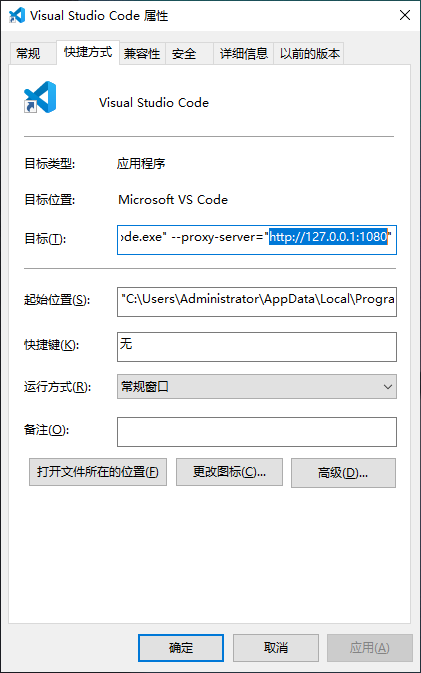 Visual Studio Code 属性
常规 快捷方式 兼容性 安全 详细信息 以前的版本
Visual Studio Code
目标类型: 应用程序
目标位置: Microsoft VS Code
目标(T): ode.exe" --proxy-server="http://127.0.0.1:1080"
起始位置(S): "C:\Users\Administrator\AppData\Local\Progra
快捷键(K): 无
运行方式(R): 常规窗口
备注(O):
打开文件所在的位置(F) 更改图标(C)... 高级(D)...
确定 取消 应用(A)